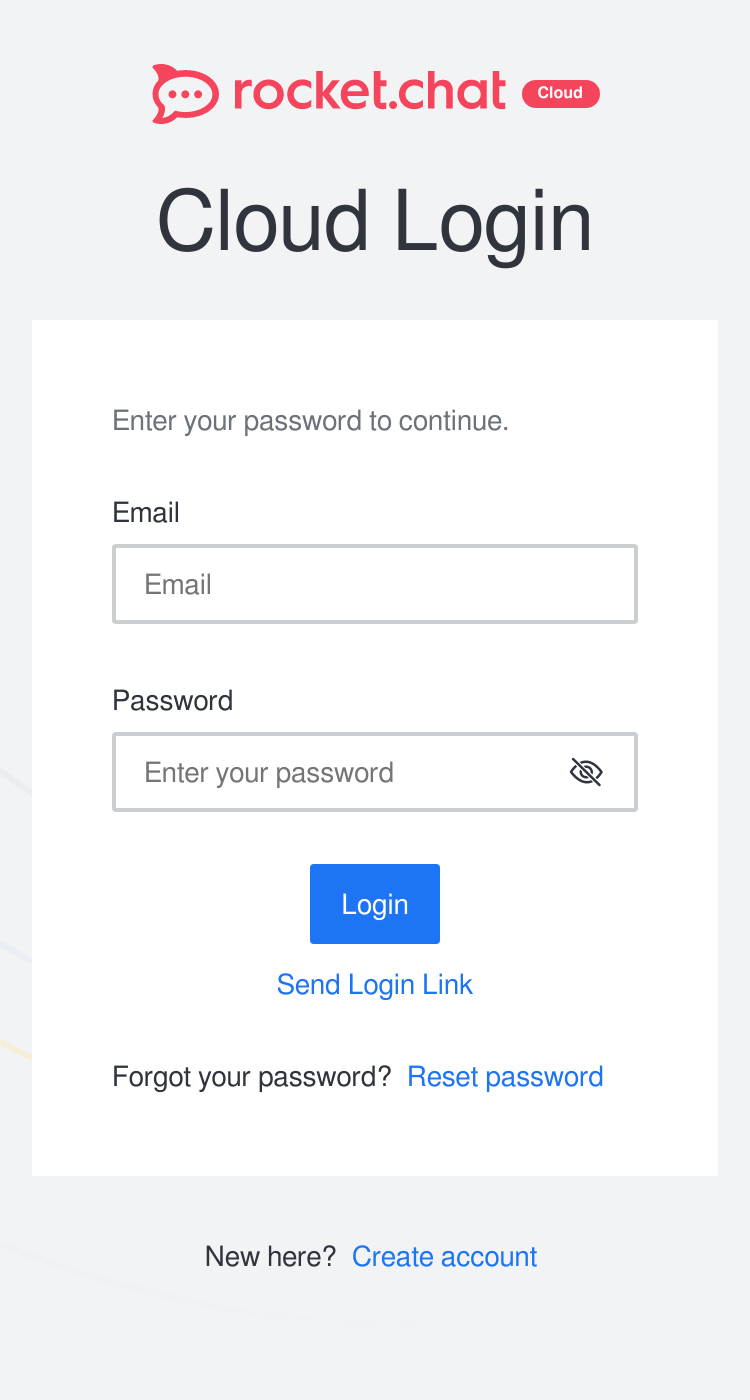 rocket.chat Cloud
Cloud Login
Enter your password to continue.
Email
Email
Password
Enter your password
Login
Send Login Link
Forgot your password? Reset password
New here? Create account